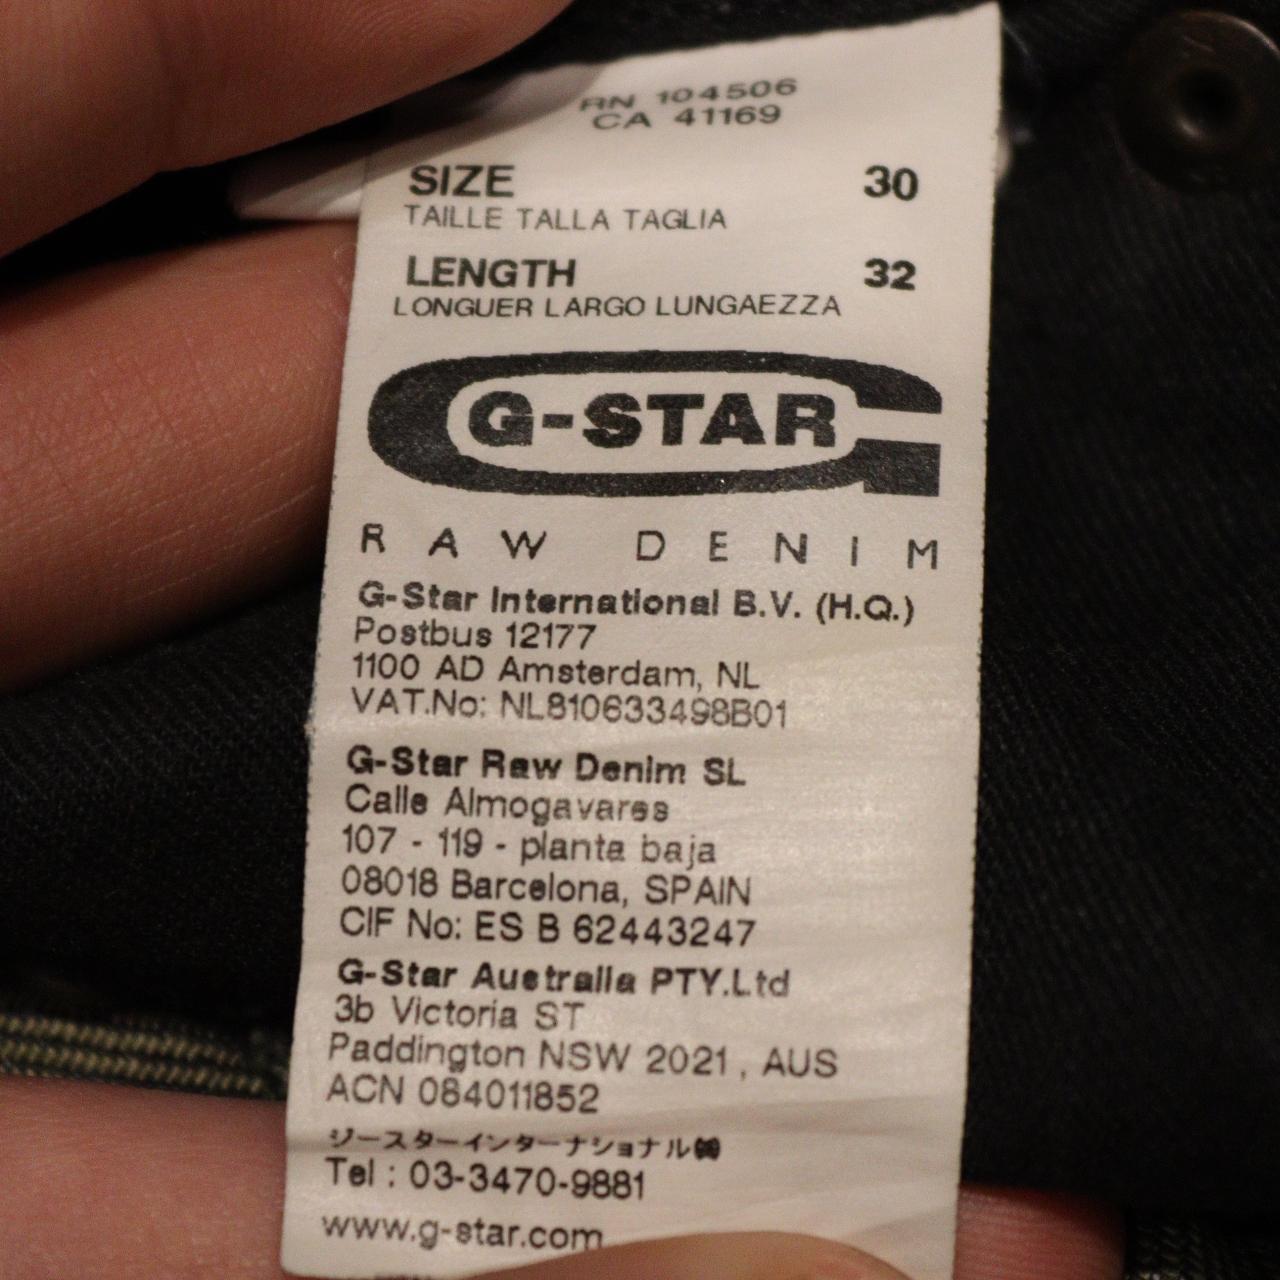 RN 104506
CA 41169
SIZE 30
TAILLE TALLA TAGLIA
LENGTH 32
LONGUER LARGO LUNGAEZZA
G-STAR
RAW DENIM
G-Star International B.V. (H.Q.)
Postbus 12177
1100 AD Amsterdam, NL
VAT.No: NL810633498B01
G-Star Raw Denim SL
Calle Almogavares
107 - 119 - planta baja
08018 Barcelona, SPAIN
CIF No: ES B 62443247
G-Star Australia PTY.Ltd
3b Victoria ST
Paddington NSW 2021, AUS
ACN 084011852
ジースターインターナショナル㈱
Tel : 03-3470-9881
www.g-star.com